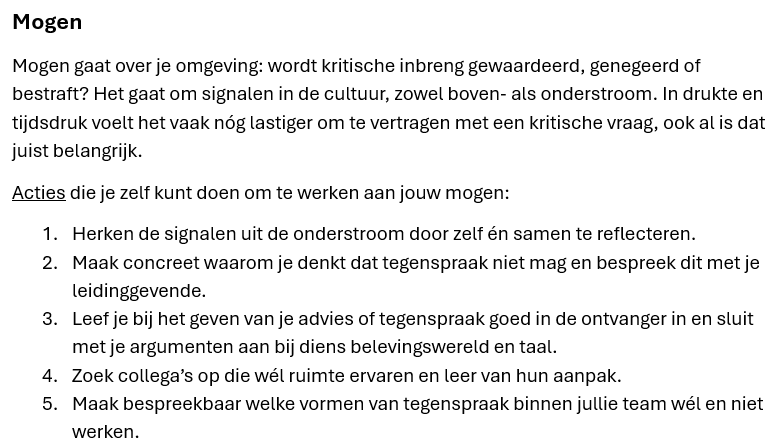 Mogen
Mogen gaat over je omgeving: wordt kritische inbreng gewaardeerd, genegeerd of
bestraft? Het gaat om signalen in de cultuur, zowel boven- als onderstroom. In drukte en
tijdsdruk voelt het vaak nóg lastiger om te vertragen met een kritische vraag, ook al is dat
juist belangrijk.
Acties die je zelf kunt doen om te werken aan jouw mogen:
1. Herken de signalen uit de onderstroom door zelf én samen te reflecteren.
2. Maak concreet waarom je denkt dat tegenspraak niet mag en bespreek dit met je
leidinggevende.
3. Leef je bij het geven van je advies of tegenspraak goed in de ontvanger in en sluit
met je argumenten aan bij diens belevingswereld en taal.
4. Zoek collega’s op die wél ruimte ervaren en leer van hun aanpak.
5. Maak bespreekbaar welke vormen van tegenspraak binnen jullie team wél en niet
werken.